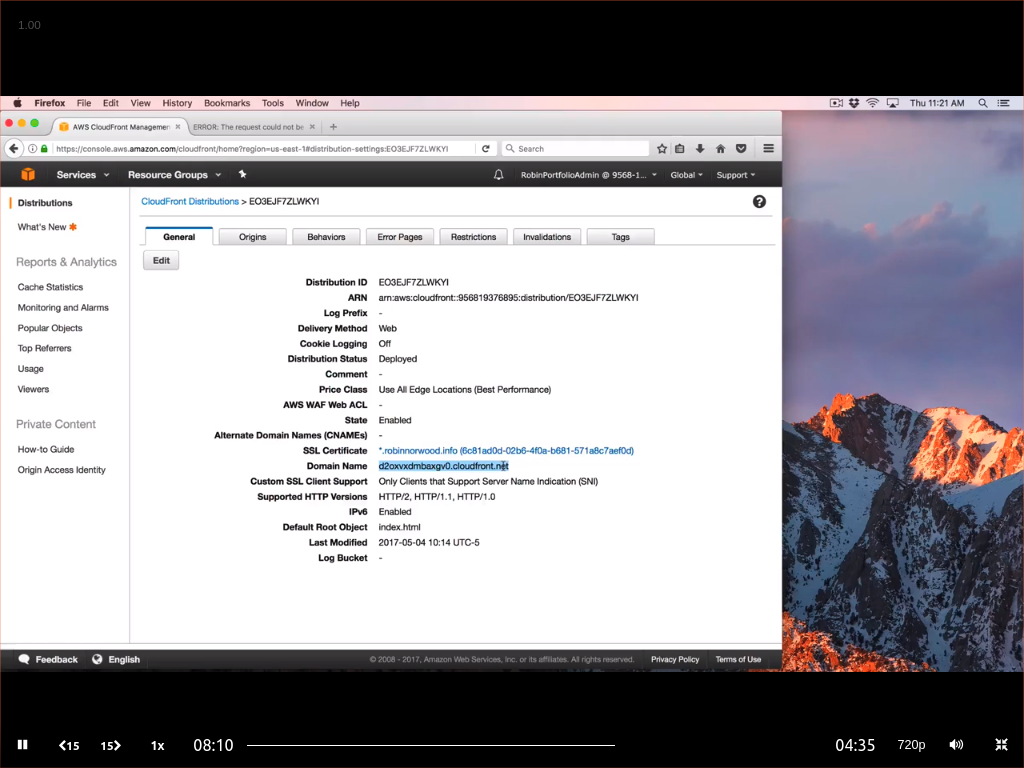 1.00
Firefox File Edit View History Bookmarks Tools Window Help Thu 11:21 AM
AWS CloudFront Managemen × ERROR: The request could not be × +
https://console.aws.amazon.com/cloudfront/home?region=us-east-1#distribution-settings:EO3EJF7ZLWKYI Search
Services Resource Groups RobinPortfolioAdmin @ 9568-1... Global Support
Distributions
What's New
Reports & Analytics
Cache Statistics
Monitoring and Alarms
Popular Objects
Top Referrers
Usage
Viewers
Private Content
How-to Guide
Origin Access Identity
CloudFront Distributions > EO3EJF7ZLWKYI
General Origins Behaviors Error Pages Restrictions Invalidations Tags
Edit
Distribution ID EO3EJF7ZLWKYI
ARN arn:aws:cloudfront::956819376895:distribution/EO3EJF7ZLWKYI
Log Prefix -
Delivery Method Web
Cookie Logging Off
Distribution Status Deployed
Comment -
Price Class Use All Edge Locations (Best Performance)
AWS WAF Web ACL -
State Enabled
Alternate Domain Names (CNAMEs) -
SSL Certificate *.robinnorwood.info (6c81ad0d-02b6-4f0a-b681-571a8c7aef0d)
Domain Name d2oxvxdmbaxgv0.cloudfront.net
Custom SSL Client Support Only Clients that Support Server Name Indication (SNI)
Supported HTTP Versions HTTP/2, HTTP/1.1, HTTP/1.0
IPv6 Enabled
Default Root Object index.html
Last Modified 2017-05-04 10:14 UTC-5
Log Bucket -
Feedback English © 2008 - 2017, Amazon Web Services, Inc. or its affiliates. All rights reserved. Privacy Policy Terms of Use
15 15 1x 08:10 04:35 720p